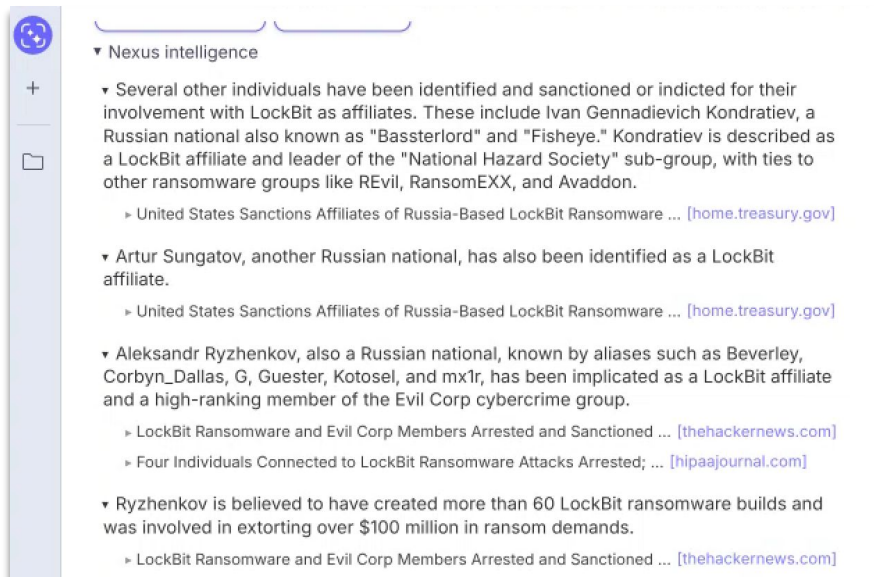 Nexus intelligence
Several other individuals have been identified and sanctioned or indicted for their
involvement with LockBit as affiliates. These include Ivan Gennadievich Kondratiev, a
Russian national also known as "Bassterlord" and "Fisheye." Kondratiev is described as
a LockBit affiliate and leader of the "National Hazard Society" sub-group, with ties to
other ransomware groups like REvil, RansomEXX, and Avaddon.
United States Sanctions Affiliates of Russia-Based LockBit Ransomware ... [home.treasury.gov]
Artur Sungatov, another Russian national, has also been identified as a LockBit
affiliate.
United States Sanctions Affiliates of Russia-Based LockBit Ransomware ... [home.treasury.gov]
Aleksandr Ryzhenkov, also a Russian national, known by aliases such as Beverley,
Corbyn_Dallas, G, Guester, Kotosel, and mx1r, has been implicated as a LockBit affiliate
and a high-ranking member of the Evil Corp cybercrime group.
LockBit Ransomware and Evil Corp Members Arrested and Sanctioned ... [thehackernews.com]
Four Individuals Connected to LockBit Ransomware Attacks Arrested; ... [hipaajournal.com]
Ryzhenkov is believed to have created more than 60 LockBit ransomware builds and
was involved in extorting over $100 million in ransom demands.
LockBit Ransomware and Evil Corp Members Arrested and Sanctioned ... [thehackernews.com]